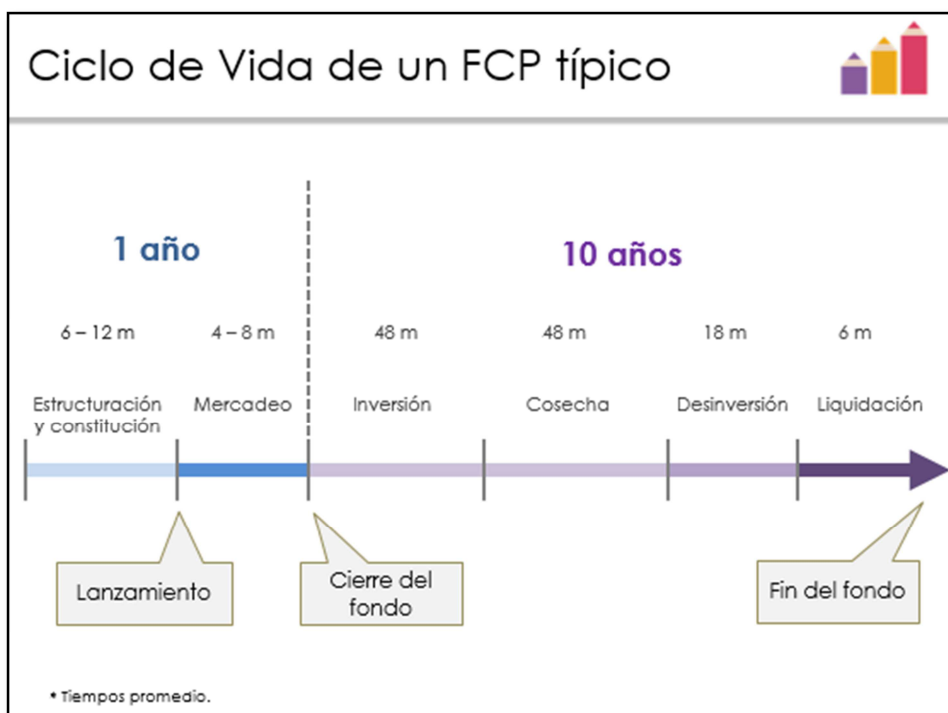 Ciclo de Vida de un FCP típico
1 año
10 años
6 – 12 m
4 – 8 m
48 m
48 m
18 m
6 m
Estructuración
y constitución
Mercadeo
Inversión
Cosecha
Desinversión
Liquidación
Lanzamiento
Cierre del
fondo
Fin del fondo
* Tiempos promedio.